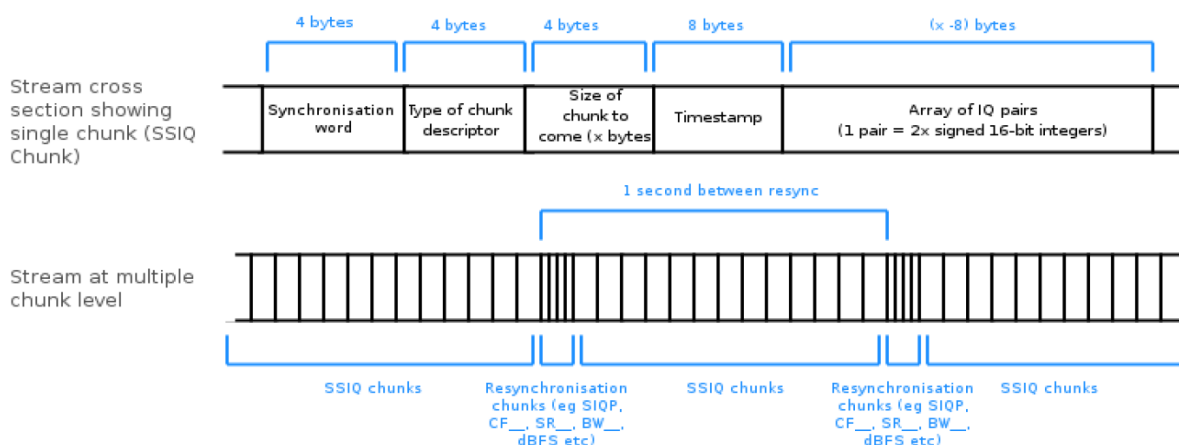 4 bytes
4 bytes
4 bytes
8 bytes
(x -8) bytes
Stream cross
section showing
single chunk (SSIQ
Chunk)
Synchronisation
word
Type of chunk
descriptor
Size of
chunk to
come (x bytes
Timestamp
Array of IQ pairs
(1 pair = 2x signed 16-bit integers)
1 second between resync
Stream at multiple
chunk level
SSIQ chunks
Resynchronisation
chunks (eg SIQP,
CF__, SR__, BW__,
dBFS etc)
SSIQ chunks
Resynchronisation
chunks (eg SIQP,
CF__, SR__, BW__,
dBFS etc)
SSIQ chunks